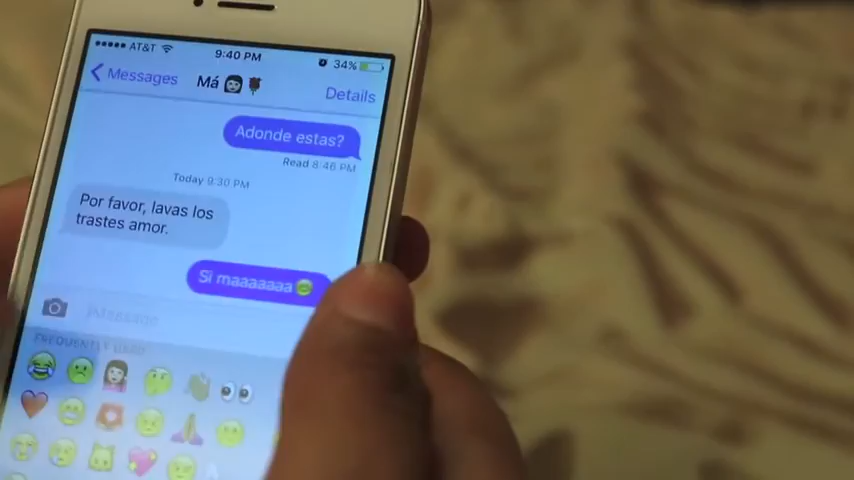 AT&T 9:40 PM 34%
Messages Má Details
Adonde estas?
Read 8:46 PM
Today 9:30 PM
Por favor, lavas los
trastes amor.
Si maaaaaaa
iMessage
FREQUENTLY USED